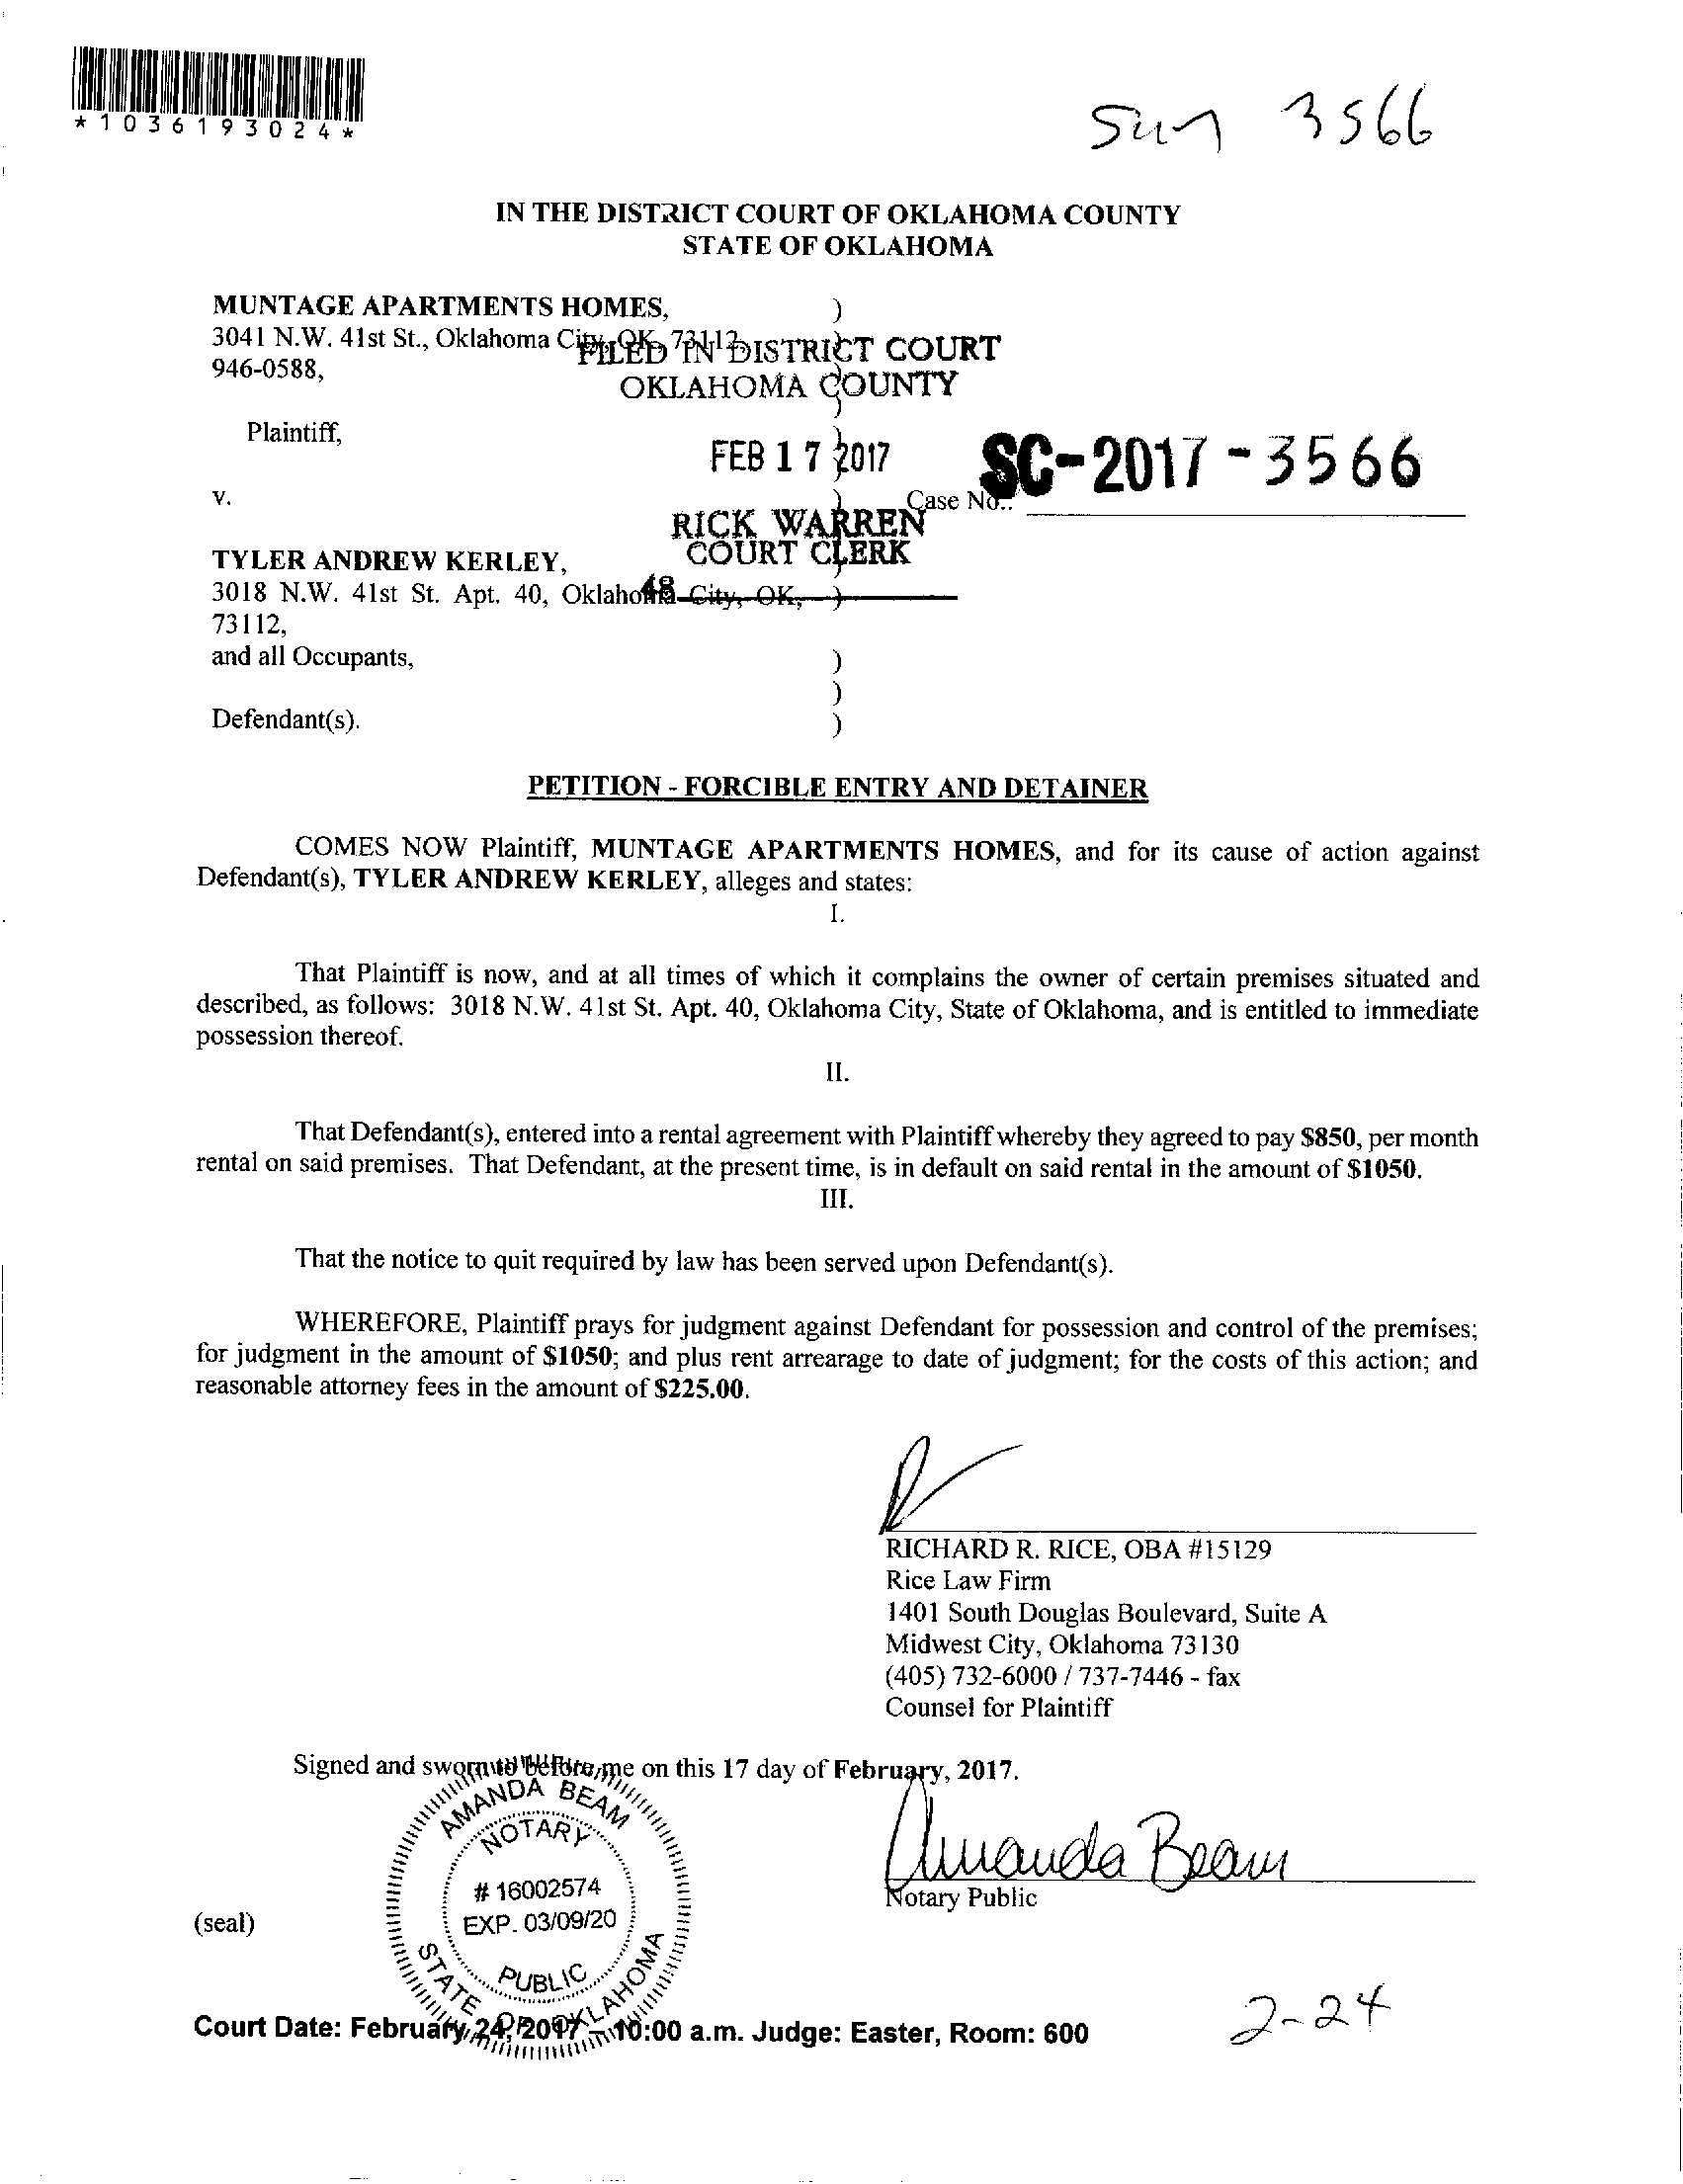 *1036193024*
Sum 3566
IN THE DISTRICT COURT OF OKLAHOMA COUNTY
STATE OF OKLAHOMA
MUNTAGE APARTMENTS HOMES, )
3041 N.W. 41st St., Oklahoma City, OK, 73112
FILED IN DISTRICT COURT
946-0588,
OKLAHOMA COUNTY )
Plaintiff,
FEB 17 2017 )
SC-2017-3566
v. ) Case No.:
RICK WARREN
COURT CLERK
TYLER ANDREW KERLEY, )
3018 N.W. 41st St. Apt. 40, Oklahoma City, OK, )
48
73112,
and all Occupants, )
)
Defendant(s). )
PETITION - FORCIBLE ENTRY AND DETAINER
COMES NOW Plaintiff, MUNTAGE APARTMENTS HOMES, and for its cause of action against
Defendant(s), TYLER ANDREW KERLEY, alleges and states:
I.
That Plaintiff is now, and at all times of which it complains the owner of certain premises situated and
described, as follows: 3018 N.W. 41st St. Apt. 40, Oklahoma City, State of Oklahoma, and is entitled to immediate
possession thereof.
II.
That Defendant(s), entered into a rental agreement with Plaintiff whereby they agreed to pay $850, per month
rental on said premises. That Defendant, at the present time, is in default on said rental in the amount of $1050.
III.
That the notice to quit required by law has been served upon Defendant(s).
WHEREFORE, Plaintiff prays for judgment against Defendant for possession and control of the premises;
for judgment in the amount of $1050; and plus rent arrearage to date of judgment; for the costs of this action; and
reasonable attorney fees in the amount of $225.00.
RICHARD R. RICE, OBA #15129
Rice Law Firm
1401 South Douglas Boulevard, Suite A
Midwest City, Oklahoma 73130
(405) 732-6000 / 737-7446 - fax
Counsel for Plaintiff
Signed and sworn to before me on this 17 day of February, 2017.
AMANDA BEAM
NOTARY
# 16002574
EXP. 03/09/20
PUBLIC
STATE OF OKLAHOMA
Amanda Beam
Notary Public
(seal)
Court Date: February 24, 2017 - 10:00 a.m. Judge: Easter, Room: 600
2-24